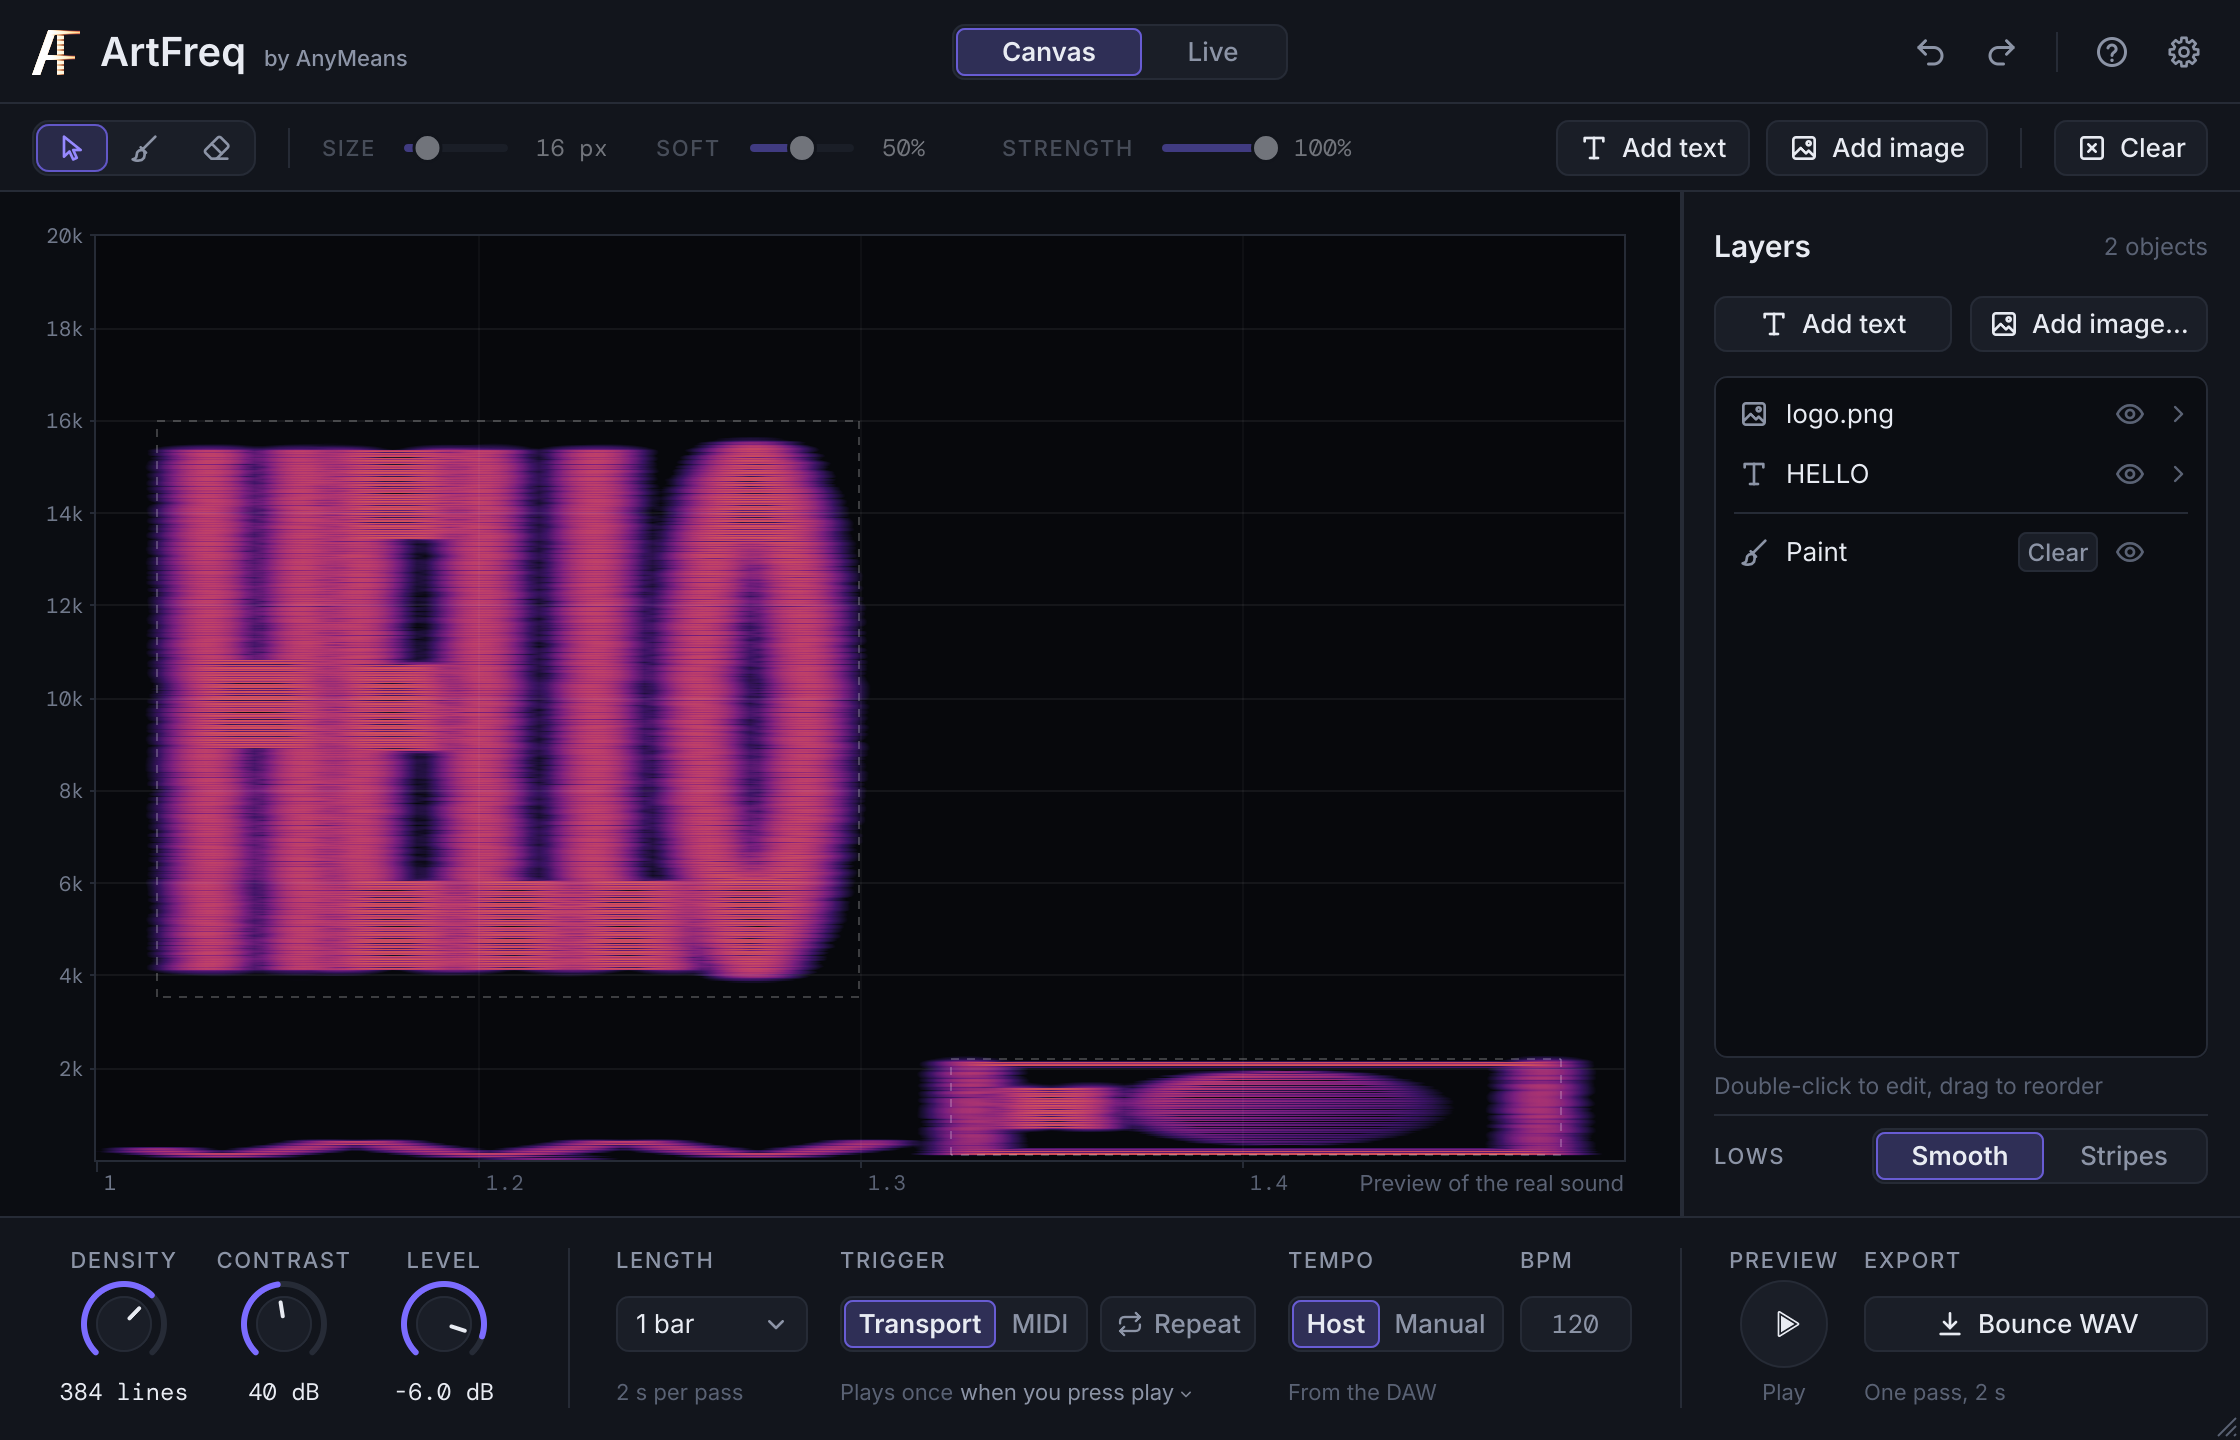 ArtFreq by AnyMeans
Canvas Live
SIZE 16 px SOFT 50% STRENGTH 100%
Add text Add image Clear
20k
18k
16k
14k
12k
10k
8k
6k
4k
2k
HELLO
1 1.2 1.3 1.4 Preview of the real sound
Layers 2 objects
Add text Add image...
logo.png
HELLO
Paint Clear
Double-click to edit, drag to reorder
LOWS Smooth Stripes
DENSITY CONTRAST LEVEL LENGTH TRIGGER TEMPO BPM PREVIEW EXPORT
1 bar Transport MIDI Repeat Host Manual 120 Bounce WAV
384 lines 40 dB -6.0 dB 2 s per pass Plays once when you press play From the DAW Play One pass, 2 s